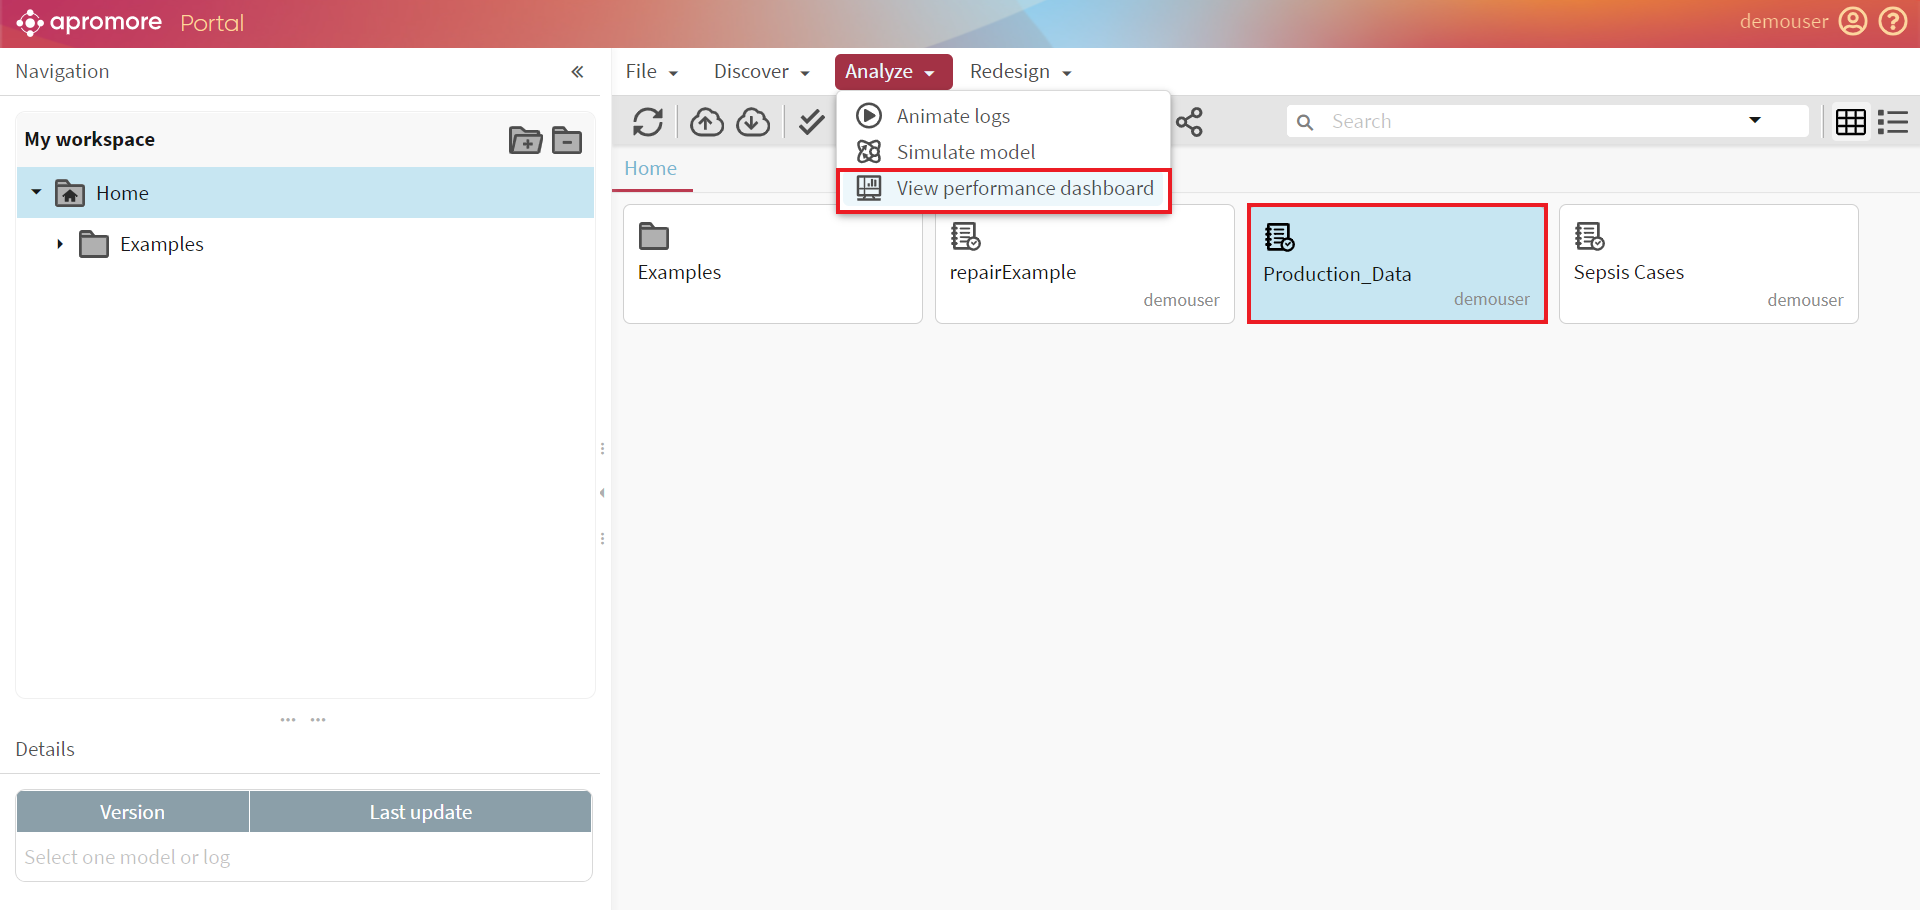 apromore Portal
demouser
Navigation
File
Discover
Analyze
Redesign
My workspace
Home
Examples
Animate logs
Simulate model
View performance dashboard
Search
Home
Examples
repairExample
demouser
Production_Data
demouser
Sepsis Cases
demouser
Details
Version
Last update
Select one model or log